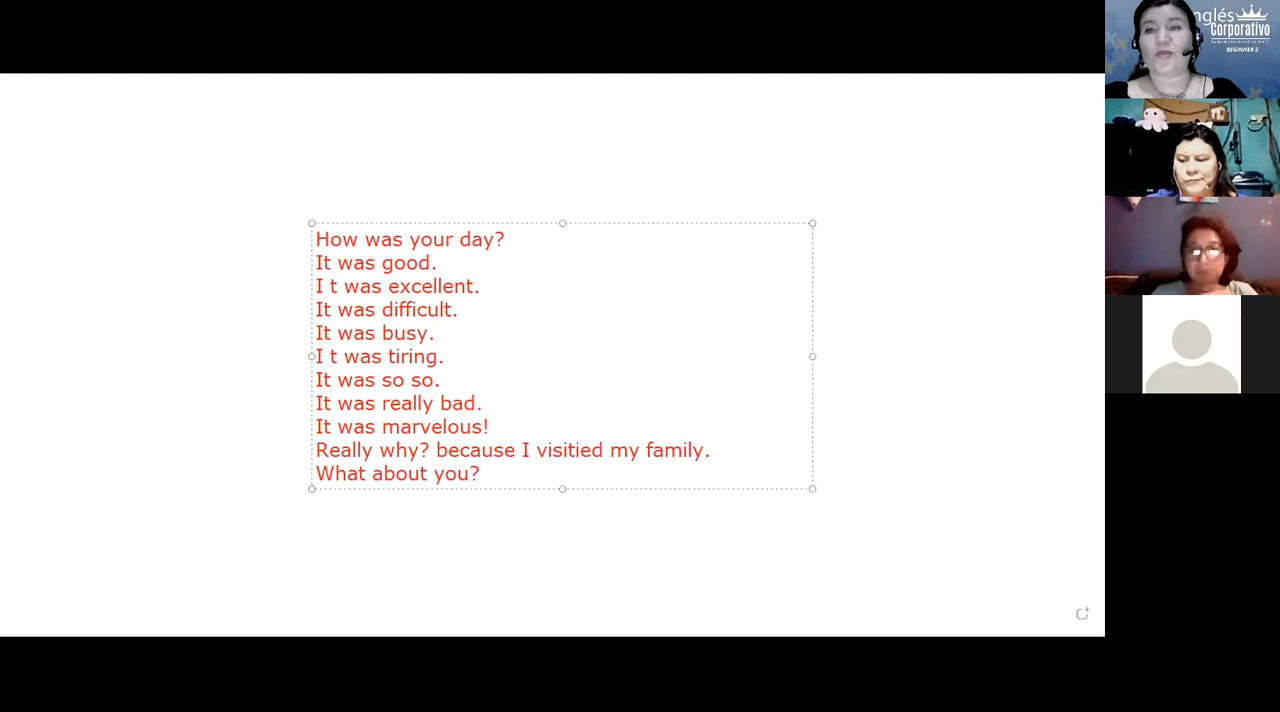 How was your day?
It was good.
I t was excellent.
It was difficult.
It was busy.
I t was tiring.
It was so so.
It was really bad.
It was marvelous!
Really why? because I visitied my family.
What about you?
nglés
Corporativo
BEGINNER 2